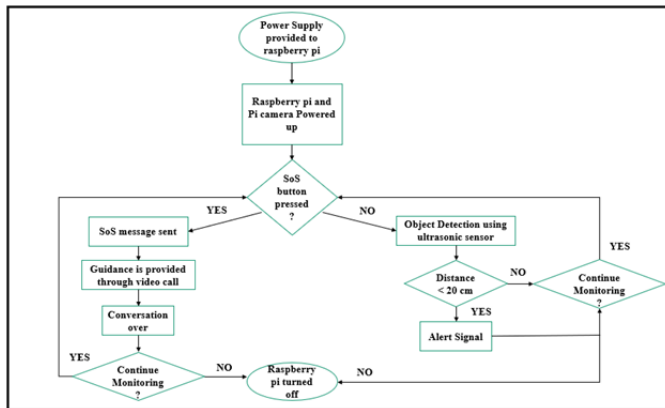 Power Supply
provided to
raspberry pi
Raspberry pi and
Pi camera Powered
up
SoS
button
pressed
?
YES
NO
SoS message sent
Guidance is provided
through video call
Conversation
over
Continue
Monitoring
?
YES
NO
Object Detection using
ultrasonic sensor
Distance
< 20 cm
NO
YES
Alert Signal
Continue
Monitoring
?
YES
NO
Raspberry
pi turned
off